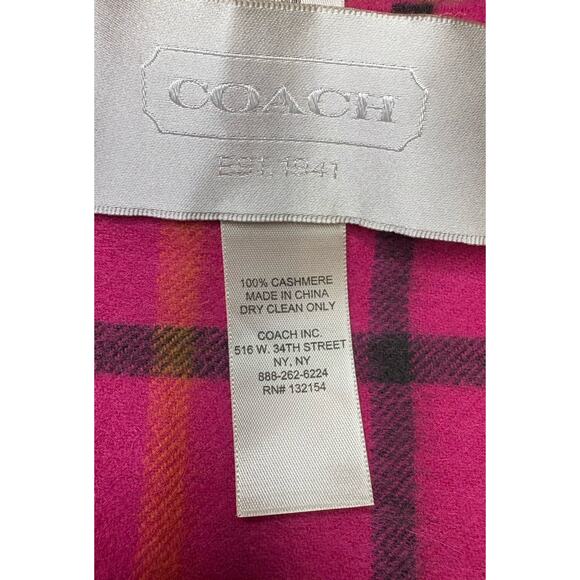 COACH
EST. 1941
100% CASHMERE
MADE IN CHINA
DRY CLEAN ONLY
COACH INC.
516 W. 34TH STREET
NY, NY
888-262-6224
RN# 132154